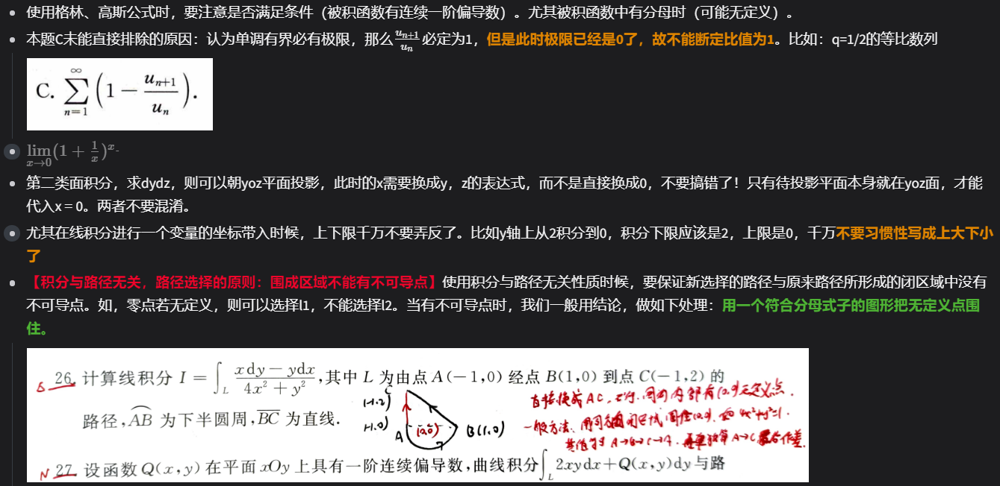 使用格林、高斯公式时，要注意是否满足条件（被积函数有连续一阶偏导数）。尤其被积函数中有分母时（可能无定义）。
本题C未能直接排除的原因：认为单调有界必有极限，那么$\frac{u_{n+1}}{u_n}$必定为1，但是此时极限已经是0了，故不能断定比值为1。比如：q=1/2的等比数列
C. $\sum_{n=1}^{\infty}\left(1-\frac{u_{n+1}}{u_n}\right)$.
$\lim_{x\to 0}(1+\frac{1}{x})^x$
第二类面积分，求dydz，则可以朝yoz平面投影，此时的x需要换成y，z的表达式，而不是直接换成0，不要搞错了！只有待投影平面本身就在yoz面，才能
代入x = 0。两者不要混淆。
尤其在线积分进行一个变量的坐标带入时候，上下限千万不要弄反了。比如y轴上从2积分到0，积分下限应该是2，上限是0，千万不要习惯性写成上大下小
了
【积分与路径无关，路径选择的原则：围成区域不能有不可导点】使用积分与路径无关性质时候，要保证新选择的路径与原来路径所形成的闭区域中没有
不可导点。如，零点若无定义，则可以选择l1，不能选择l2。当有不可导点时，我们一般用结论，做如下处理：用一个符合分母式子的图形把无定义点围
住。
26. 计算线积分 $I=\int_L \frac{x\,dy-y\,dx}{4x^2+y^2}$,其中 L 为由点 A(−1,0) 经点 B(1,0) 到点 C(−1,2) 的
路径,$\overset{\frown}{AB}$ 为下半圆周,$\overline{BC}$ 为直线.
C
(-1,2)
(-1,0)
A
(0,0)
B(1,0)
直接换成AC，不行，因为内部有(0,0)无定义点.
一般方法、用
27. 设函数 Q(x,y) 在平面 xOy 上具有一阶连续偏导数,曲线积分$\int_L 2xy\,dx+Q(x,y)\,dy$ 与路